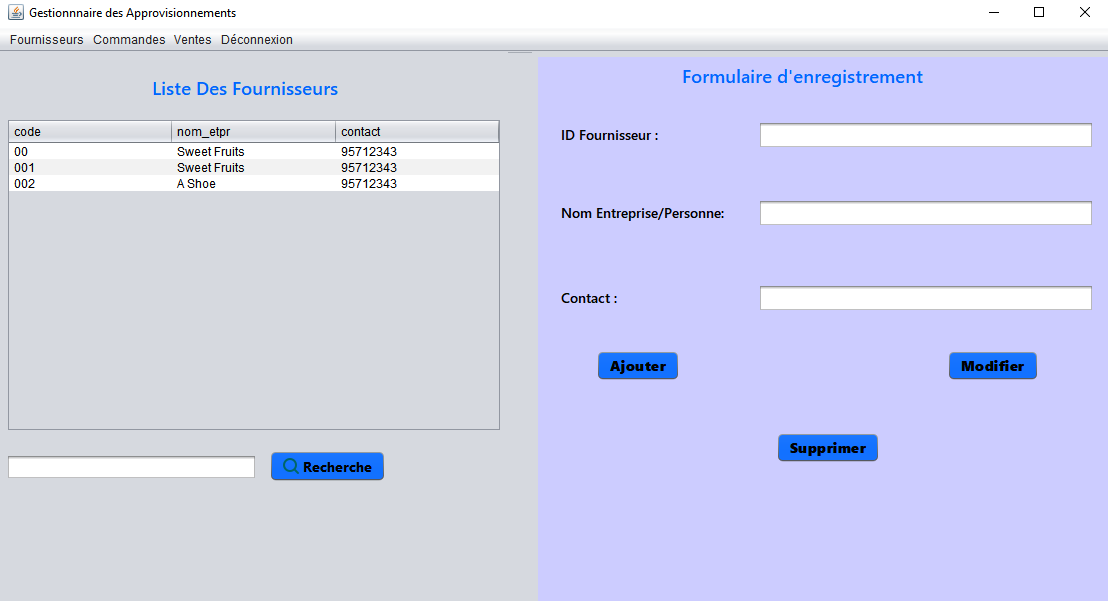 Gestionnnaire des Approvisionnements
Fournisseurs Commandes Ventes Déconnexion
Liste Des Fournisseurs
code nom_etpr contact
00 Sweet Fruits 95712343
001 Sweet Fruits 95712343
002 A Shoe 95712343
Recherche
Formulaire d'enregistrement
ID Fournisseur :
Nom Entreprise/Personne:
Contact :
Ajouter Modifier
Supprimer